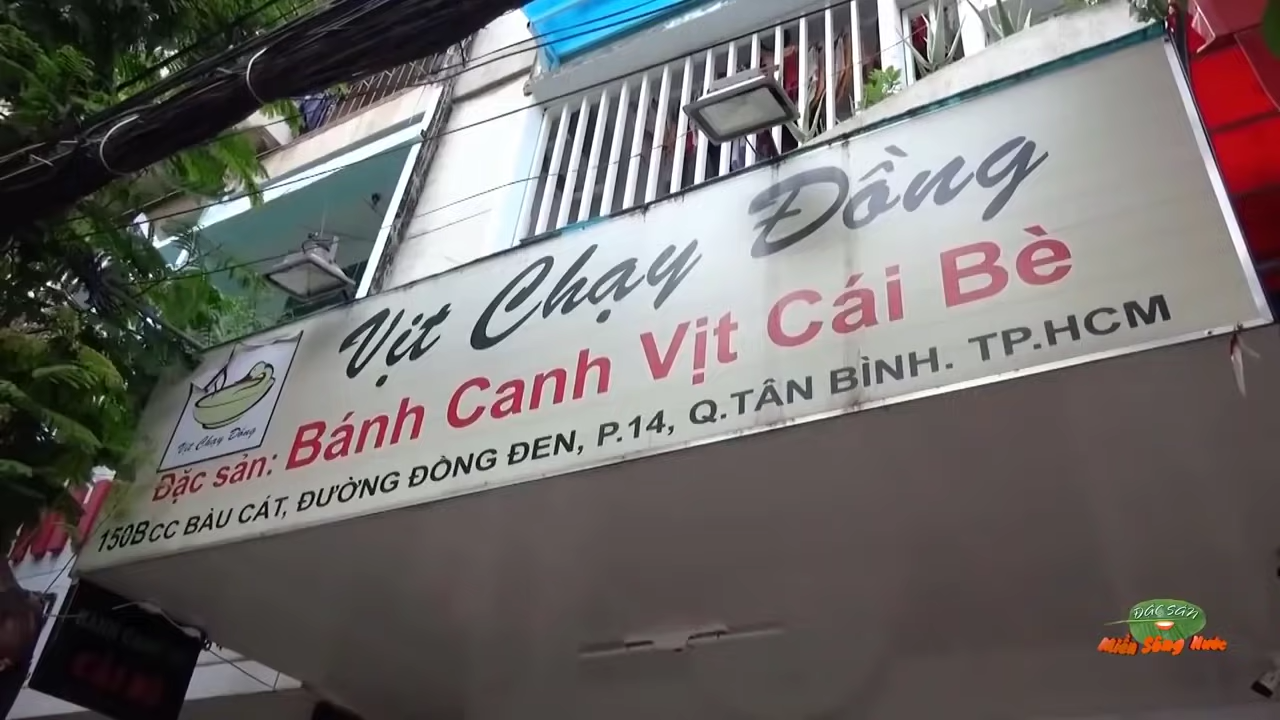 Vịt Chạy Đồng
Vịt Chạy Đồng
Đặc sản: Bánh Canh Vịt Cái Bè
150B CC BÀU CÁT, ĐƯỜNG ĐỒNG ĐEN, P.14, Q.TÂN BÌNH. TP.HCM
ĐẶC SẢN
Miền Sông Nước